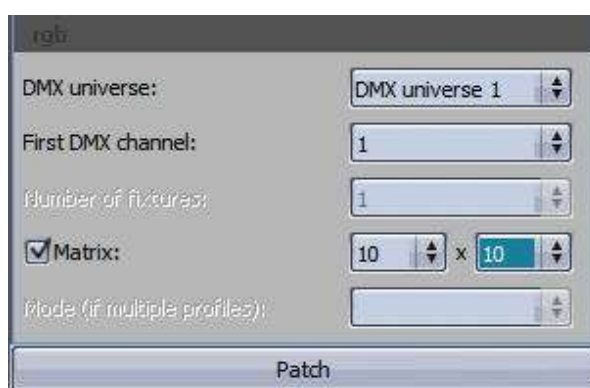 rgb
DMX universe: DMX universe 1
First DMX channel: 1
Number of fixtures: 1
Matrix: 10 x 10
Mode (if multiple profiles):
Patch